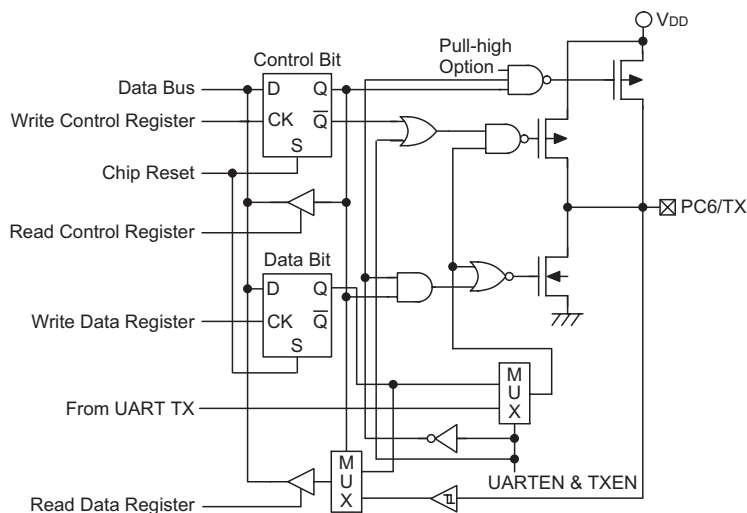 VDD
Control Bit
Pull-high
Option
Data Bus
D
Q
Write Control Register
CK
Q
S
Chip Reset
PC6/TX
Read Control Register
Data Bit
D
Q
Write Data Register
CK
Q
S
M
U
X
From UART TX
M
U
X
UARTEN & TXEN
Read Data Register